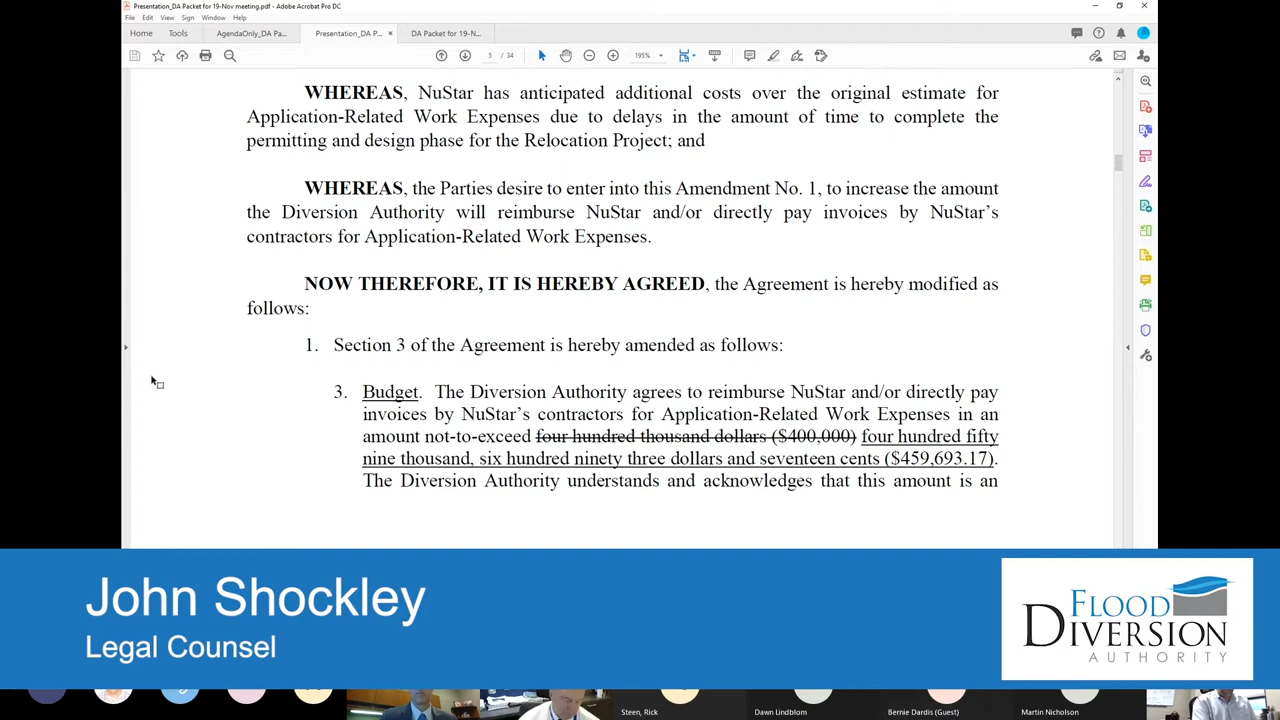 Presentation_DA Packet for 19-Nov meeting.pdf - Adobe Acrobat Pro DC
File Edit View Sign Window Help
Home Tools AgendaOnly_DA Pa... Presentation_DA P... × DA Packet for 19-N...
5 / 34 195%
WHEREAS, NuStar has anticipated additional costs over the original estimate for
Application-Related Work Expenses due to delays in the amount of time to complete the
permitting and design phase for the Relocation Project; and
WHEREAS, the Parties desire to enter into this Amendment No. 1, to increase the amount
the Diversion Authority will reimburse NuStar and/or directly pay invoices by NuStar's
contractors for Application-Related Work Expenses.
NOW THEREFORE, IT IS HEREBY AGREED, the Agreement is hereby modified as
follows:
1. Section 3 of the Agreement is hereby amended as follows:
3. Budget. The Diversion Authority agrees to reimburse NuStar and/or directly pay
invoices by NuStar's contractors for Application-Related Work Expenses in an
amount not-to-exceed four hundred thousand dollars ($400,000) four hundred fifty
nine thousand, six hundred ninety three dollars and seventeen cents ($459,693.17).
The Diversion Authority understands and acknowledges that this amount is an
John Shockley
Legal Counsel
FLOOD
DIVERSION
AUTHORITY
Steen, Rick Dawn Lindblom Bernie Dardis (Guest) Martin Nicholson